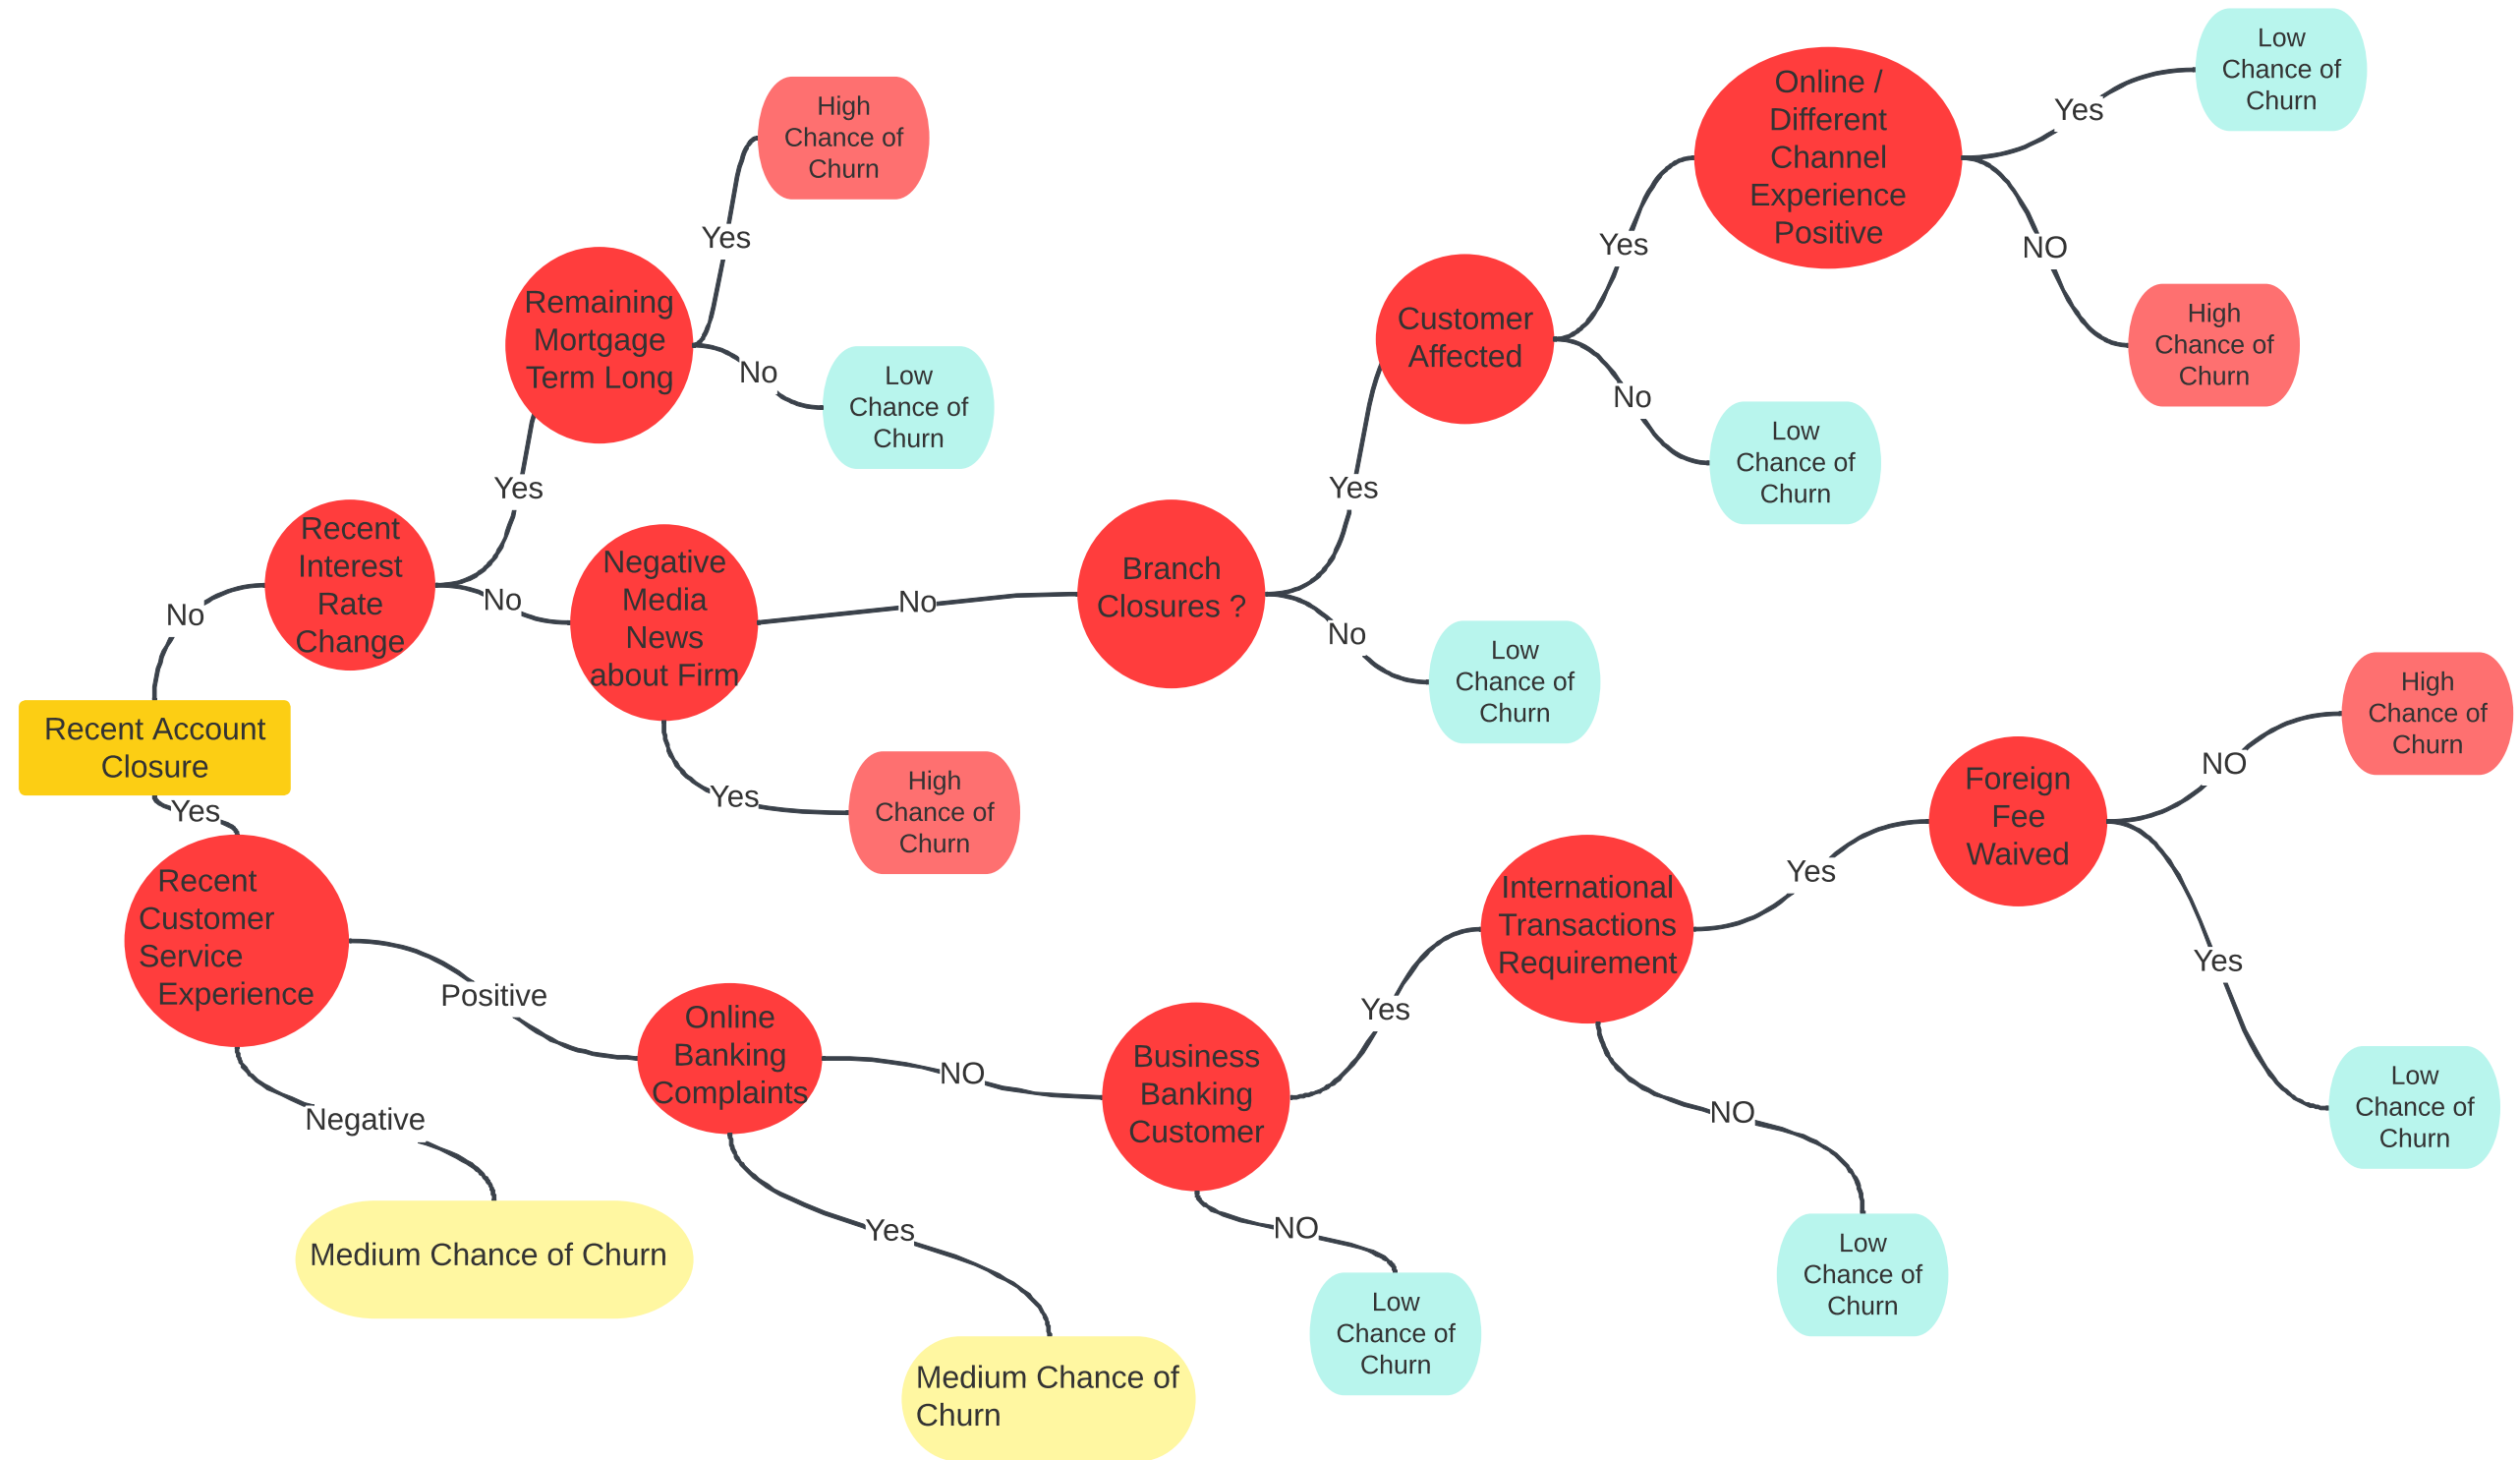 Low
Chance of
Churn
Online /
Different
Channel
Experience
Positive
Yes
High
Chance of
Churn
Yes
NO
Yes
Remaining
Mortgage
Term Long
Customer
Affected
High
Chance of
Churn
No
Low
Chance of
Churn
No
Low
Chance of
Churn
Yes
Yes
Recent
Interest
Rate
Change
Negative
Media
News
about Firm
Branch
Closures ?
No
No
No
No
Low
Chance of
Churn
High
Chance of
Churn
Recent Account
Closure
Yes
Yes
High
Chance of
Churn
NO
Foreign
Fee
Waived
Recent
Customer
Service
Experience
International
Transactions
Requirement
Yes
Yes
Positive
Online
Banking
Complaints
NO
Business
Banking
Customer
Yes
Low
Chance of
Churn
Negative
NO
Medium Chance of Churn
Yes
NO
Low
Chance of
Churn
Low
Chance of
Churn
Medium Chance of
Churn